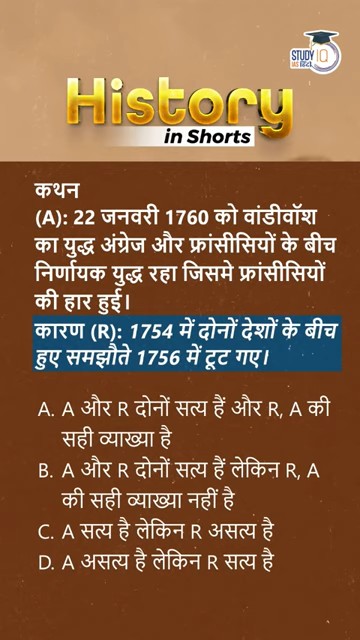 STUDY IQ
IAS हिन्दी
History
in Shorts
कथन
(A): 22 जनवरी 1760 को वांडीवॉश
का युद्ध अंग्रेज और फ्रांसीसियों के बीच
निर्णायक युद्ध रहा जिसमे फ्रांसीसियों
की हार हुई।
कारण (R): 1754 में दोनों देशों के बीच
हुए समझौते 1756 में टूट गए।
A. A और R दोनों सत्य हैं और R, A की
सही व्याख्या है
B. A और R दोनों सत्य हैं लेकिन R, A
की सही व्याख्या नहीं है
C. A सत्य है लेकिन R असत्य है
D. A असत्य है लेकिन R सत्य है